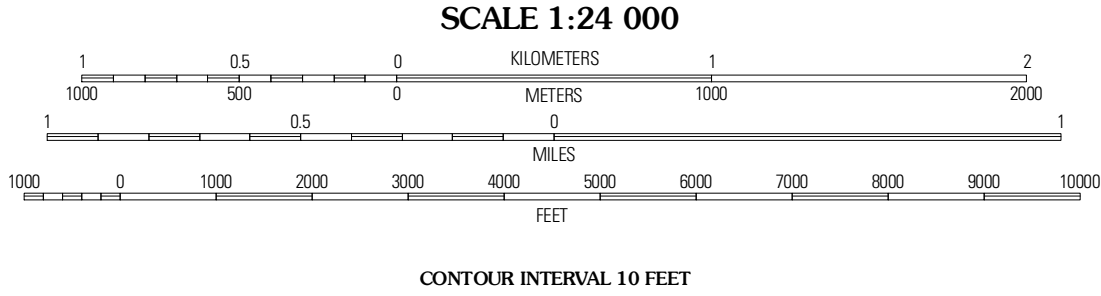 SCALE 1:24 000
1 0.5 0 KILOMETERS 1 2
1000 500 0 METERS 1000 2000
1 0.5 0 1
MILES
1000 0 1000 2000 3000 4000 5000 6000 7000 8000 9000 10000
FEET
CONTOUR INTERVAL 10 FEET